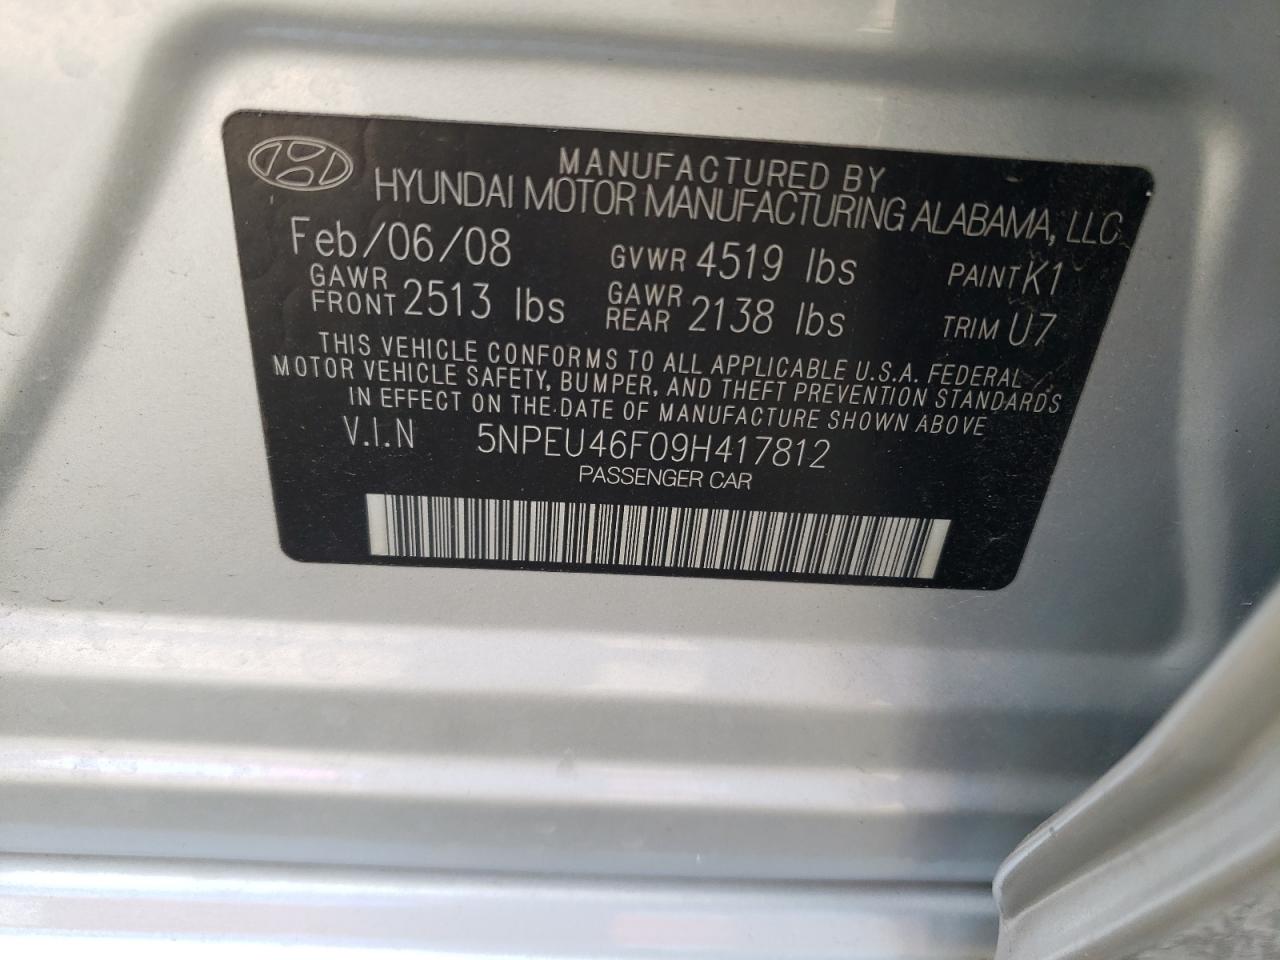 MANUFACTURED BY
HYUNDAI MOTOR MANUFACTURING ALABAMA, LLC
Feb/06/08 GVWR 4519 lbs PAINT K1
GAWR FRONT 2513 lbs GAWR REAR 2138 lbs TRIM U7
THIS VEHICLE CONFORMS TO ALL APPLICABLE U.S.A. FEDERAL
MOTOR VEHICLE SAFETY, BUMPER, AND THEFT PREVENTION STANDARDS
IN EFFECT ON THE DATE OF MANUFACTURE SHOWN ABOVE
V.I.N 5NPEU46F09H417812
PASSENGER CAR